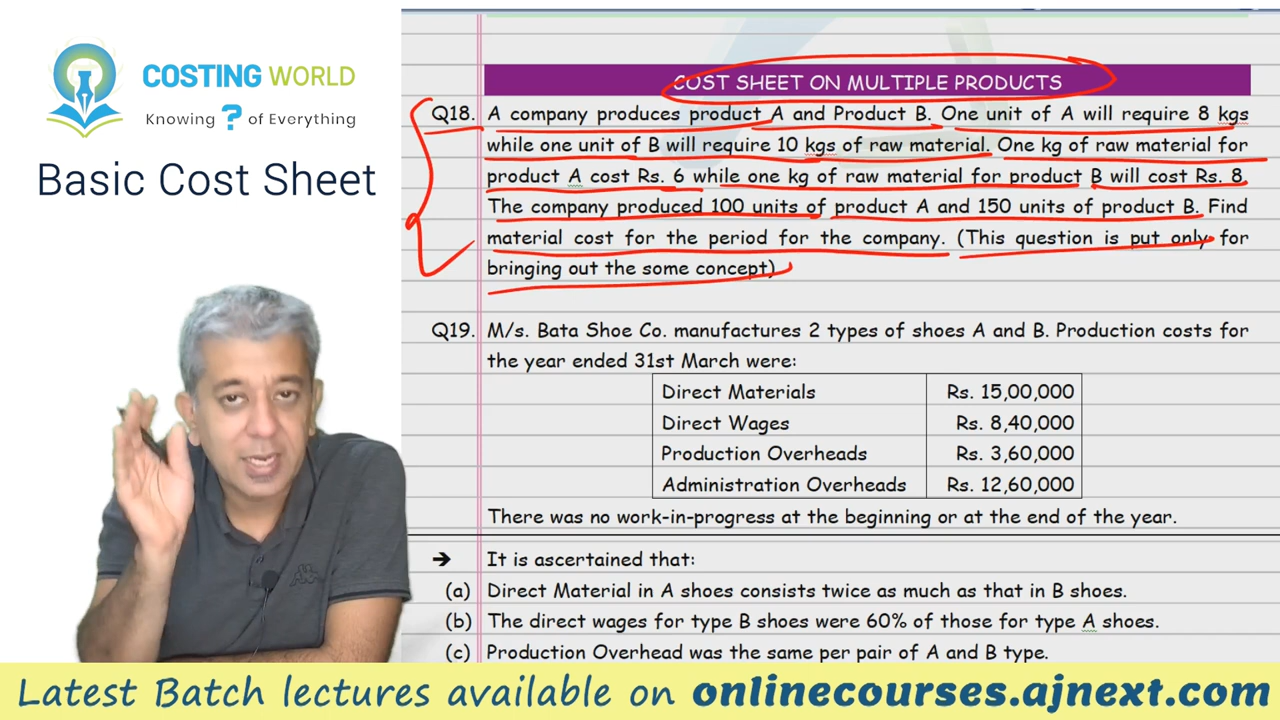 COSTING WORLD
Knowing ? of Everything
Basic Cost Sheet
COST SHEET ON MULTIPLE PRODUCTS
Q18. A company produces product A and Product B. One unit of A will require 8 kgs
while one unit of B will require 10 kgs of raw material. One kg of raw material for
product A cost Rs. 6 while one kg of raw material for product B will cost Rs. 8.
The company produced 100 units of product A and 150 units of product B. Find
material cost for the period for the company. (This question is put only for
bringing out the some concept)
Q19. M/s. Bata Shoe Co. manufactures 2 types of shoes A and B. Production costs for
the year ended 31st March were:
Direct Materials Rs. 15,00,000
Direct Wages Rs. 8,40,000
Production Overheads Rs. 3,60,000
Administration Overheads Rs. 12,60,000
There was no work-in-progress at the beginning or at the end of the year.
➔ It is ascertained that:
(a) Direct Material in A shoes consists twice as much as that in B shoes.
(b) The direct wages for type B shoes were 60% of those for type A shoes.
(c) Production Overhead was the same per pair of A and B type.
Latest Batch lectures available on onlinecourses.ajnext.com